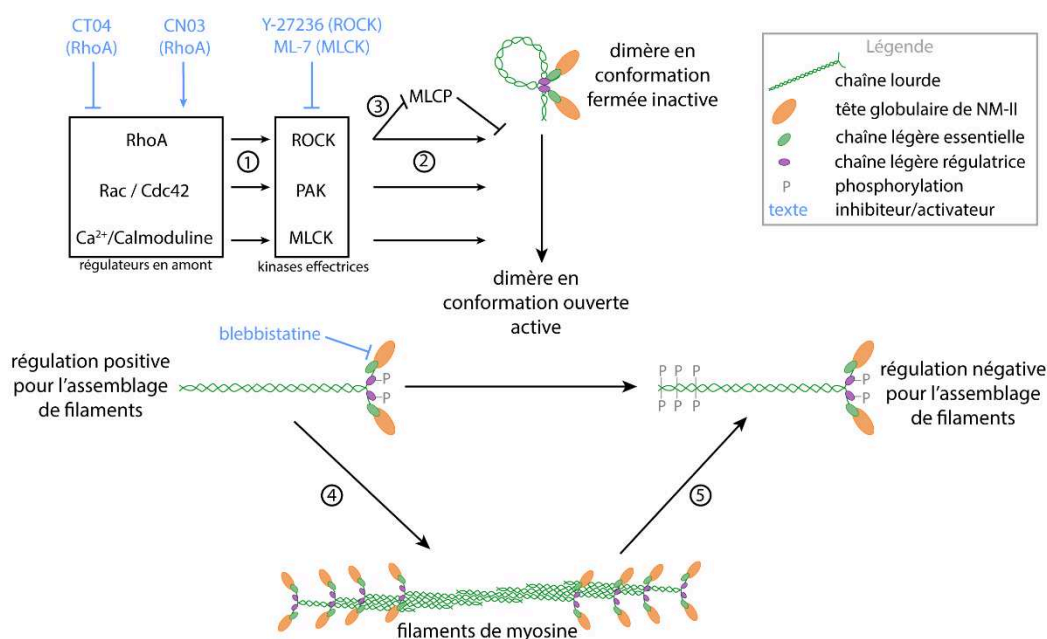 CT04
(RhoA)
CN03
(RhoA)
Y-27236 (ROCK)
ML-7 (MLCK)
RhoA
Rac / Cdc42
Ca²⁺/Calmoduline
régulateurs en amont
1
ROCK
PAK
MLCK
kinases effectrices
3
MLCP
2
dimère en
conformation
fermée inactive
dimère en
conformation ouverte
active
Légende
chaîne lourde
tête globulaire de NM-II
chaîne légère essentielle
chaîne légère régulatrice
P
phosphorylation
texte
inhibiteur/activateur
blebbistatine
régulation positive
pour l'assemblage
de filaments
P
P
P P P
P P P
P
P
régulation négative
pour l'assemblage
de filaments
4
5
filaments de myosine